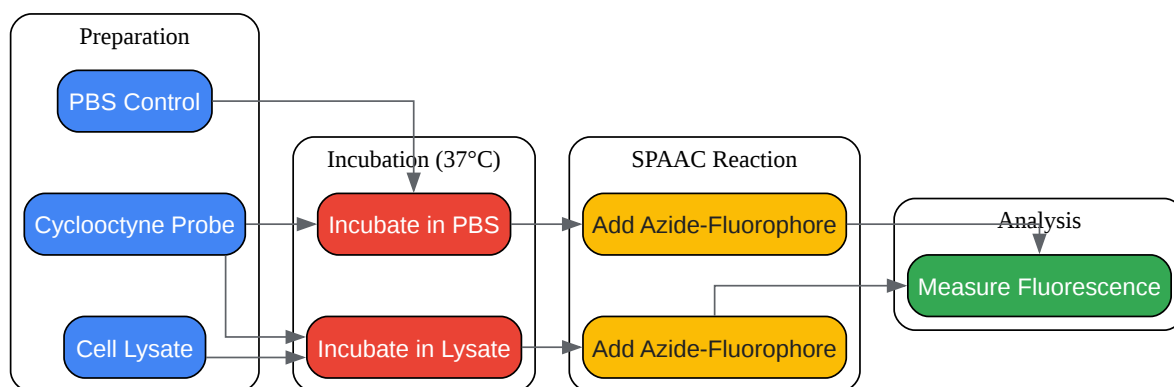 Preparation
PBS Control
Cyclooctyne Probe
Cell Lysate
Incubation (37°C)
Incubate in PBS
Incubate in Lysate
SPAAC Reaction
Add Azide-Fluorophore
Add Azide-Fluorophore
Analysis
Measure Fluorescence